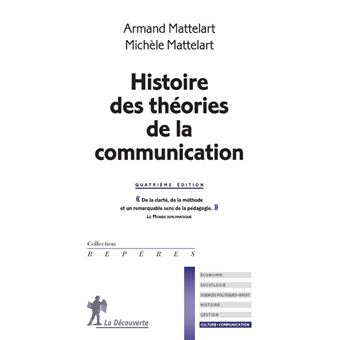 Armand Mattelart
Michèle Mattelart
Histoire
des théories
de la
communication
QUATRIÈME ÉDITION
« De la clarté, de la méthode
et un remarquable sens de la pédagogie. »
LE MONDE DIPLOMATIQUE
Collection
REPÈRES
ÉCONOMIE
SOCIOLOGIE
SCIENCES POLITIQUES • DROIT
HISTOIRE
GESTION
CULTURE • COMMUNICATION
La Découverte